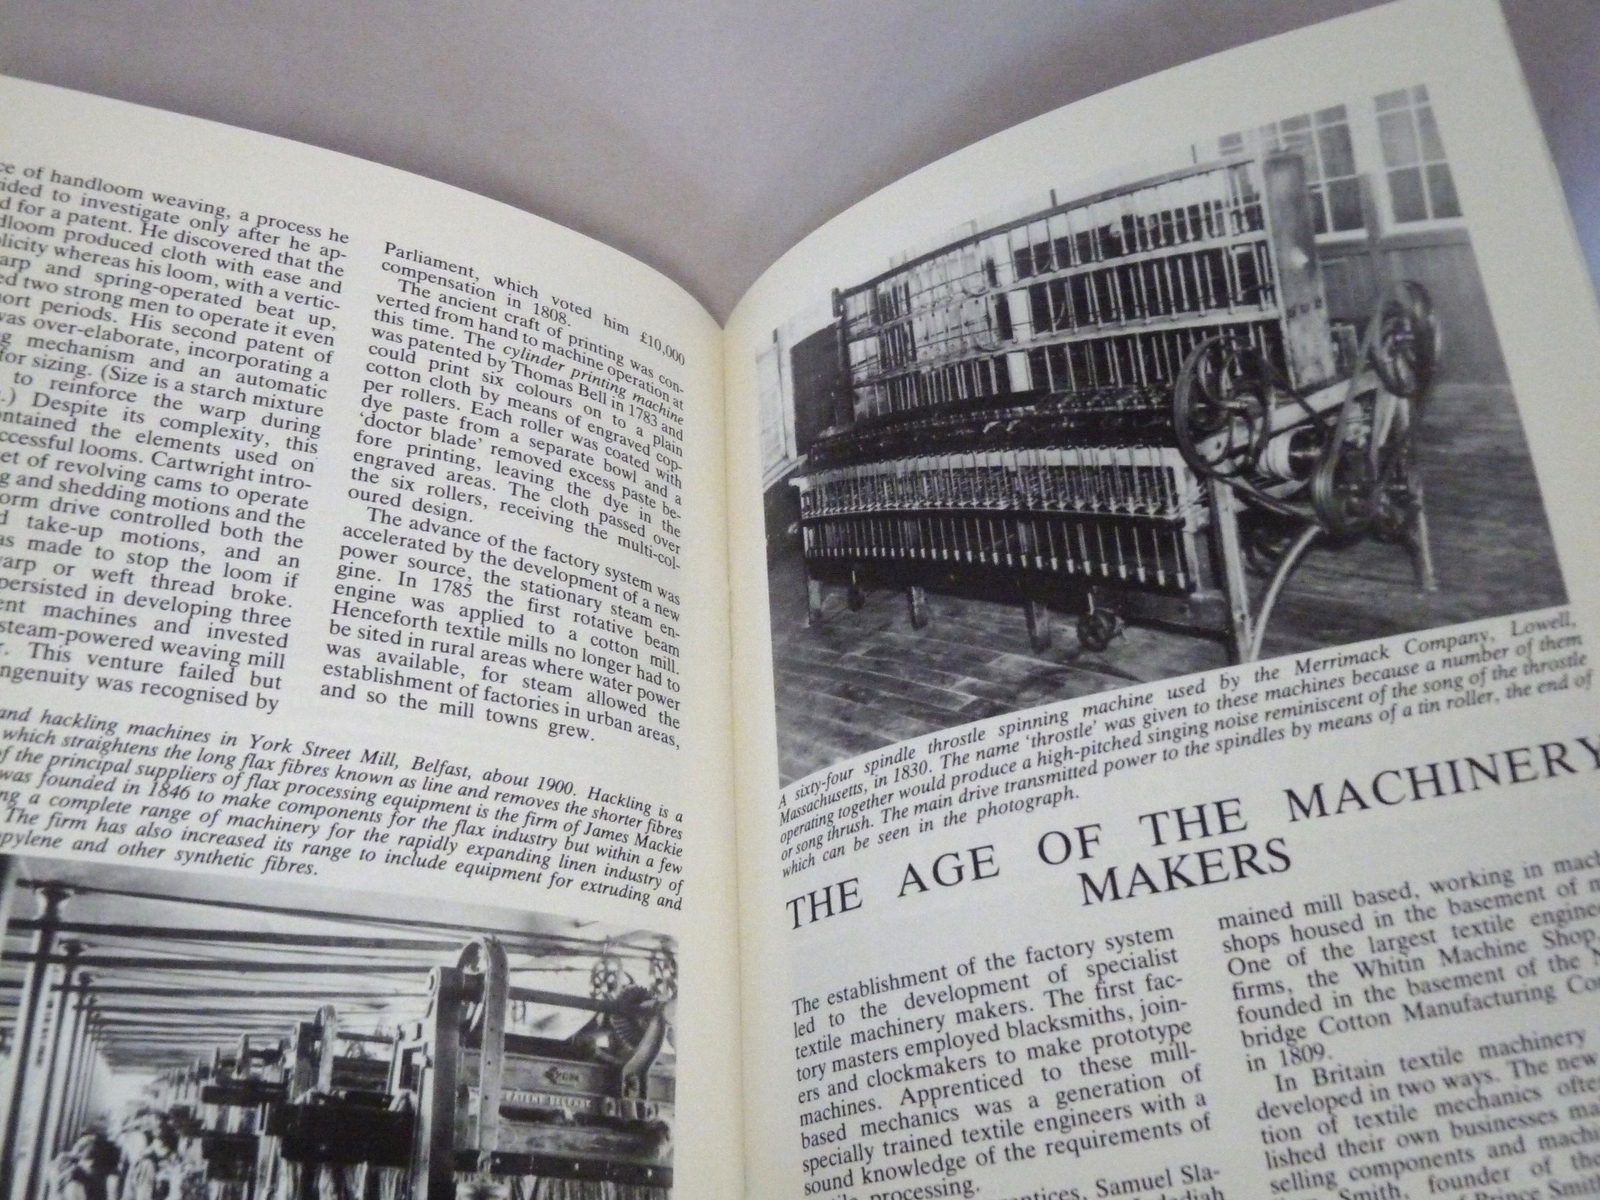 ce of handloom weaving, a process he
ided to investigate only after he ap-
d for a patent. He discovered that the
dloom produced cloth with ease and
plicity whereas his loom, with a vertic-
arp and spring-operated beat up,
ed two strong men to operate it even
ort periods. His second patent of
was over-elaborate, incorporating a
g mechanism and an automatic
for sizing. (Size is a starch mixture
to reinforce the warp during
.) Despite its complexity, this
ontained the elements used on
ccessful looms. Cartwright intro-
et of revolving cams to operate
g and shedding motions and the
orm drive controlled both the
d take-up motions, and an
as made to stop the loom if
arp or weft thread broke.
persisted in developing three
ent machines and invested
steam-powered weaving mill
r. This venture failed but
ngenuity was recognised by
Parliament, which voted him £10,000
compensation in 1808.
The ancient craft of printing was con-
verted from hand to machine operation at
this time. The cylinder printing machine
was patented by Thomas Bell in 1783 and
could print six colours on to a plain
cotton cloth by means of engraved cop-
per rollers. Each roller was coated with
dye paste from a separate bowl and a
'doctor blade' removed excess paste be-
fore printing, leaving the dye in the
engraved areas. The cloth passed over
the six rollers, receiving the multi-col-
oured design.
The advance of the factory system was
accelerated by the development of a new
power source, the stationary steam en-
gine. In 1785 the first rotative beam
engine was applied to a cotton mill.
Henceforth textile mills no longer had to
be sited in rural areas where water power
was available, for steam allowed the
establishment of factories in urban areas,
and so the mill towns grew.
and hackling machines in York Street Mill, Belfast, about 1900. Hackling is a
which straightens the long flax fibres known as line and removes the shorter fibres
of the principal suppliers of flax processing equipment is the firm of James Mackie
was founded in 1846 to make components for the flax industry but within a few
ng a complete range of machinery for the rapidly expanding linen industry of
The firm has also increased its range to include equipment for extruding and
opylene and other synthetic fibres.
A sixty-four spindle throstle spinning machine used by the Merrimack Company, Lowell,
Massachusetts, in 1830. The name 'throstle' was given to these machines because a number of them
operating together would produce a high-pitched singing noise reminiscent of the song of the throstle
or song thrush. The main drive transmitted power to the spindles by means of a tin roller, the end of
which can be seen in the photograph.
THE AGE OF THE MACHINERY
MAKERS
The establishment of the factory system
led to the development of specialist
textile machinery makers. The first fac-
tory masters employed blacksmiths, join-
ers and clockmakers to make prototype
machines. Apprenticed to these mill-
based mechanics was a generation of
specially trained textile engineers with a
sound knowledge of the requirements of
processing.
Samuel Sla-
mained mill based, working in mach
shops housed in the basement of m
One of the largest textile engine
firms, the Whitin Machine Shop,
founded in the basement of the N
bridge Cotton Manufacturing Co
in 1809.
In Britain textile machinery
developed in two ways. The new
tion of textile mechanics often
lished their own businesses ma
selling components and machi
Smith, founder of the